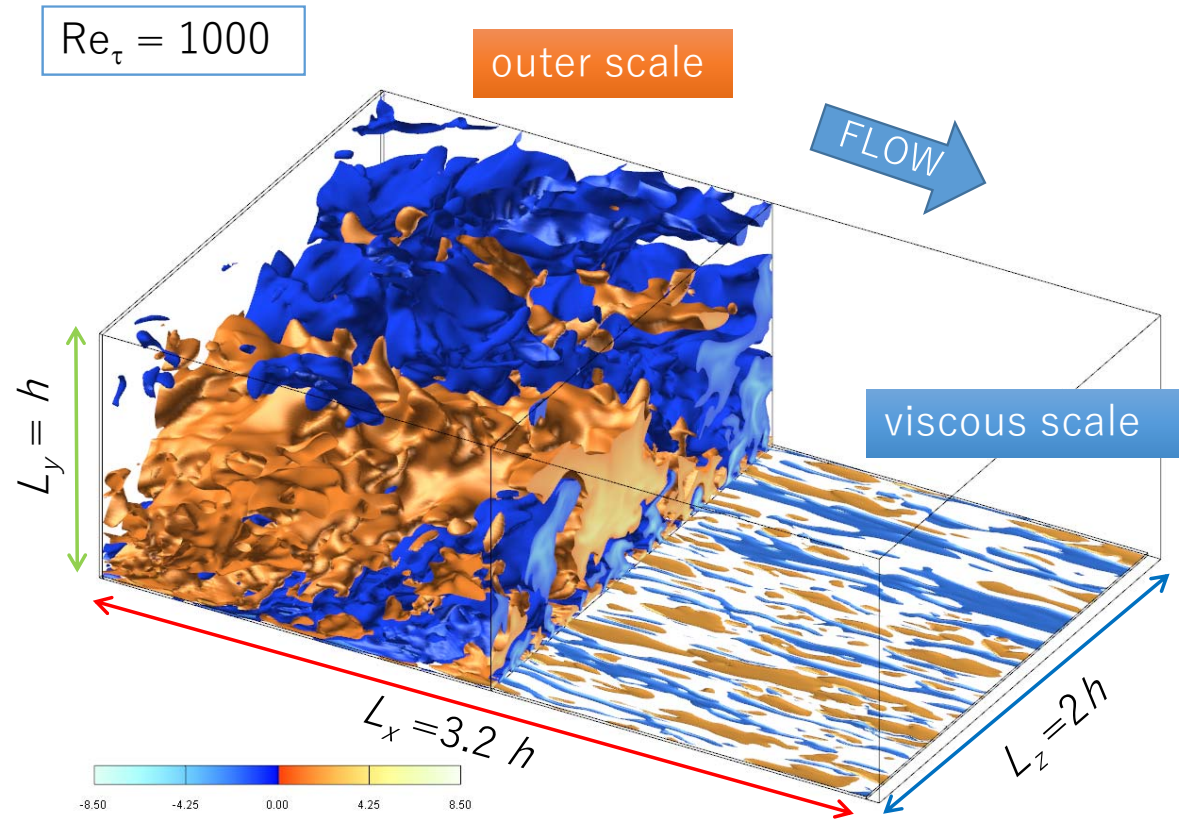 Re_τ = 1000
outer scale
FLOW
viscous scale
L_y = h
L_x =3.2 h
L_z =2h
-8.50 -4.25 0.00 4.25 8.50